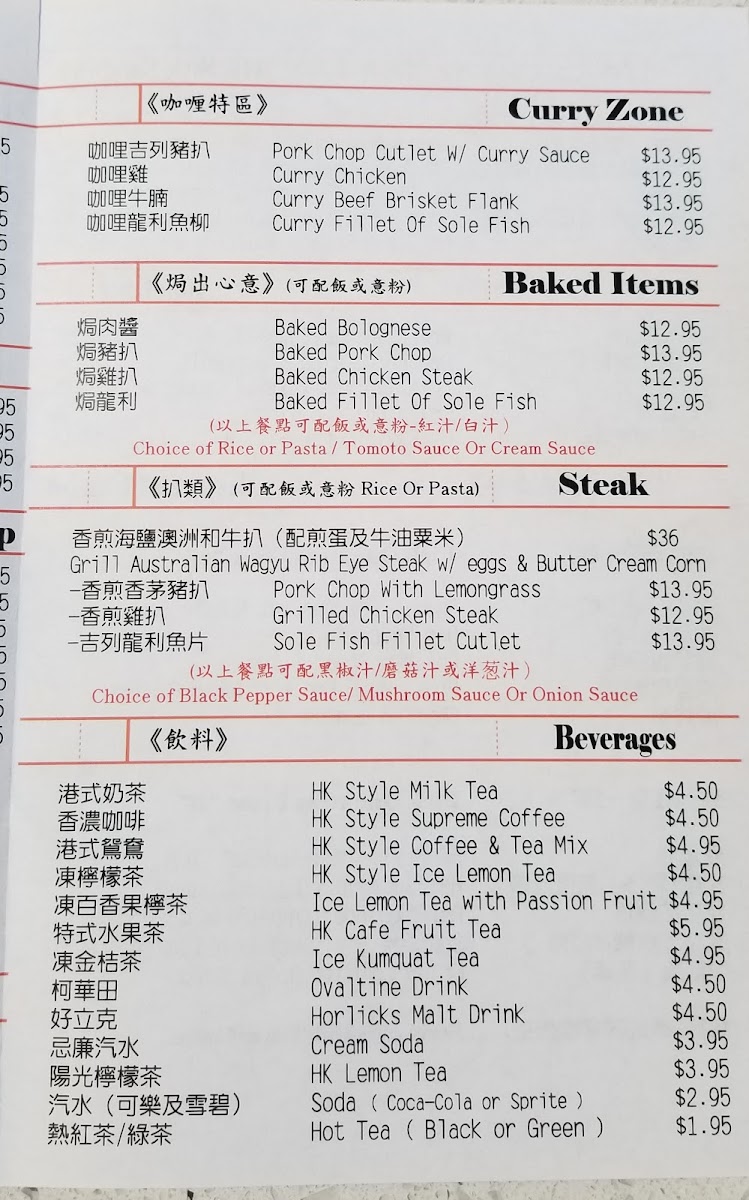 《咖喱特區》 Curry Zone
咖哩吉列豬扒 Pork Chop Cutlet W/ Curry Sauce $13.95
咖哩雞 Curry Chicken $12.95
咖哩牛腩 Curry Beef Brisket Flank $13.95
咖哩龍利魚柳 Curry Fillet Of Sole Fish $12.95
《焗出心意》(可配飯或意粉) Baked Items
焗肉醬 Baked Bolognese $12.95
焗豬扒 Baked Pork Chop $13.95
焗雞扒 Baked Chicken Steak $12.95
焗龍利 Baked Fillet Of Sole Fish $12.95
(以上餐點可配飯或意粉-紅汁/白汁)
Choice of Rice or Pasta / Tomoto Sauce Or Cream Sauce
《扒類》 (可配飯或意粉 Rice Or Pasta) Steak
香煎海鹽澳洲和牛扒 (配煎蛋及牛油粟米) $36
Grill Australian Wagyu Rib Eye Steak w/ eggs & Butter Cream Corn
-香煎香茅豬扒 Pork Chop With Lemongrass $13.95
-香煎雞扒 Grilled Chicken Steak $12.95
-吉列龍利魚片 Sole Fish Fillet Cutlet $13.95
(以上餐點可配黑椒汁/磨菇汁或洋葱汁)
Choice of Black Pepper Sauce/ Mushroom Sauce Or Onion Sauce
《飲料》 Beverages
港式奶茶 HK Style Milk Tea $4.50
香濃咖啡 HK Style Supreme Coffee $4.50
港式鴛鴦 HK Style Coffee & Tea Mix $4.95
凍檸檬茶 HK Style Ice Lemon Tea $4.50
凍百香果檸茶 Ice Lemon Tea with Passion Fruit $4.95
特式水果茶 HK Cafe Fruit Tea $5.95
凍金桔茶 Ice Kumquat Tea $4.95
柯華田 Ovaltine Drink $4.50
好立克 Horlicks Malt Drink $4.50
忌廉汽水 Cream Soda $3.95
陽光檸檬茶 HK Lemon Tea $3.95
汽水 (可樂及雪碧) Soda ( Coca-Cola or Sprite ) $2.95
熱紅茶/綠茶 Hot Tea ( Black or Green ) $1.95